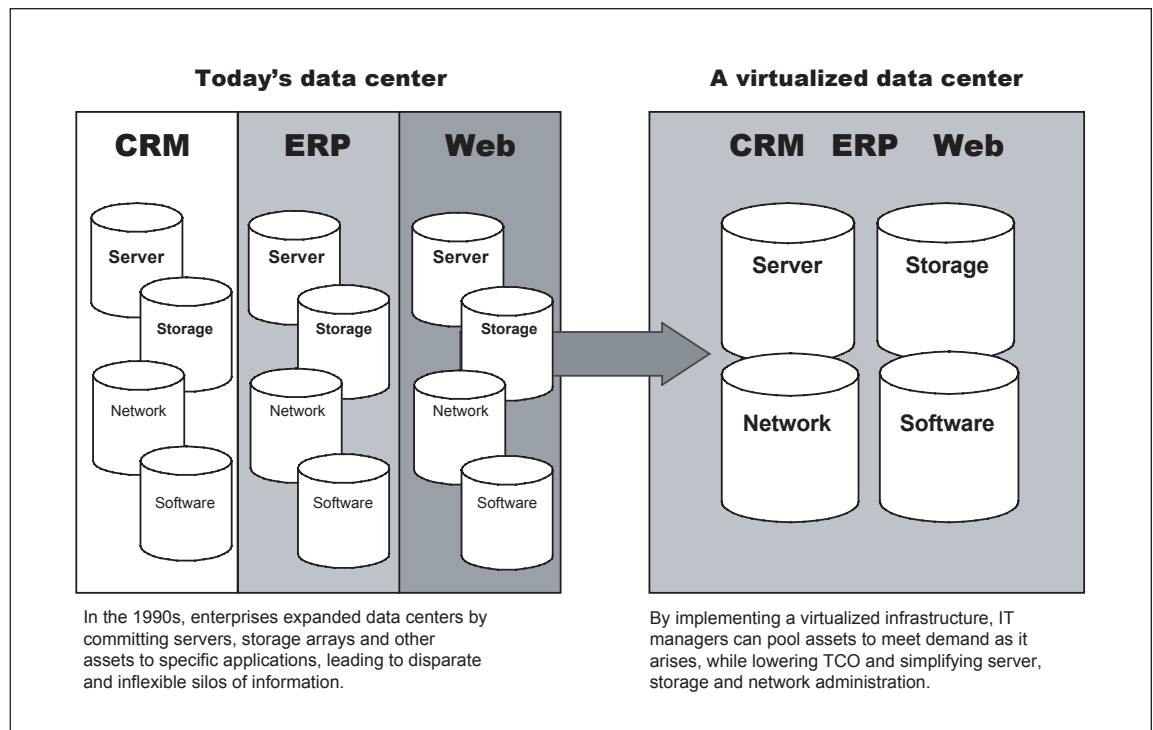 Today's data center
CRM
ERP
Web
Server
Storage
Network
Software
Server
Storage
Network
Software
Server
Storage
Network
Software
In the 1990s, enterprises expanded data centers by
committing servers, storage arrays and other
assets to specific applications, leading to disparate
and inflexible silos of information.
A virtualized data center
CRM ERP Web
Server
Storage
Network
Software
By implementing a virtualized infrastructure, IT
managers can pool assets to meet demand as it
arises, while lowering TCO and simplifying server,
storage and network administration.